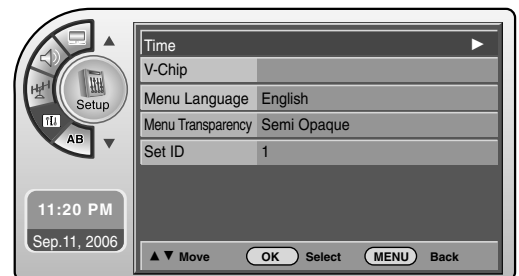 Time
V-Chip
Menu Language English
Menu Transparency Semi Opaque
Set ID 1
Setup
AB
11:20 PM
Sep.11, 2006
▲▼ Move OK Select MENU Back